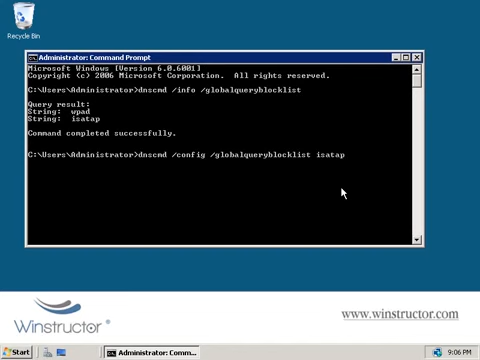 Recycle Bin
Administrator: Command Prompt
Microsoft Windows [Version 6.0.6001]
Copyright (c) 2006 Microsoft Corporation.  All rights reserved.
C:\Users\Administrator>dnscmd /info /globalqueryblocklist
Query result:
String:  wpad
String:  isatap
Command completed successfully.
C:\Users\Administrator>dnscmd /config /globalqueryblocklist isatap
Winstructor®
www.winstructor.com
Start
Administrator: Comm...
9:06 PM